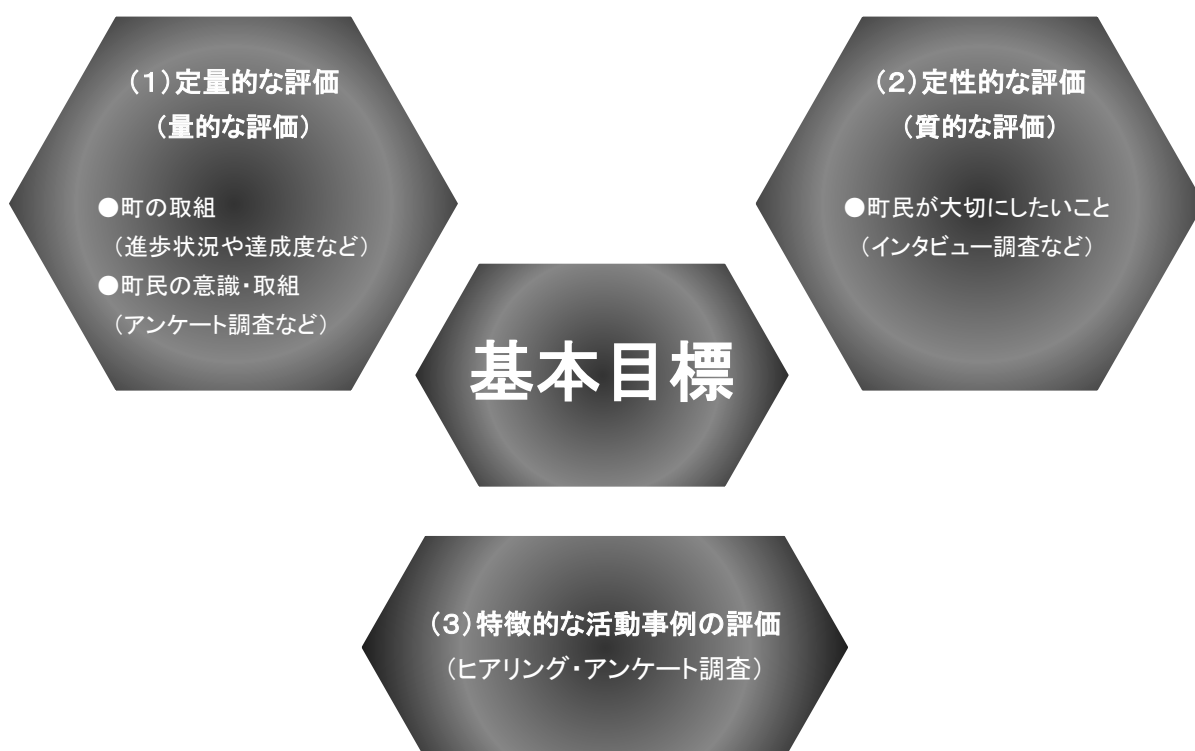 （1）定量的な評価
（量的な評価）
●町の取組
（進歩状況や達成度など）
●町民の意識・取組
（アンケート調査など）
（2）定性的な評価
（質的な評価）
●町民が大切にしたいこと
（インタビュー調査など）
基本目標
（3）特徴的な活動事例の評価
（ヒアリング・アンケート調査）